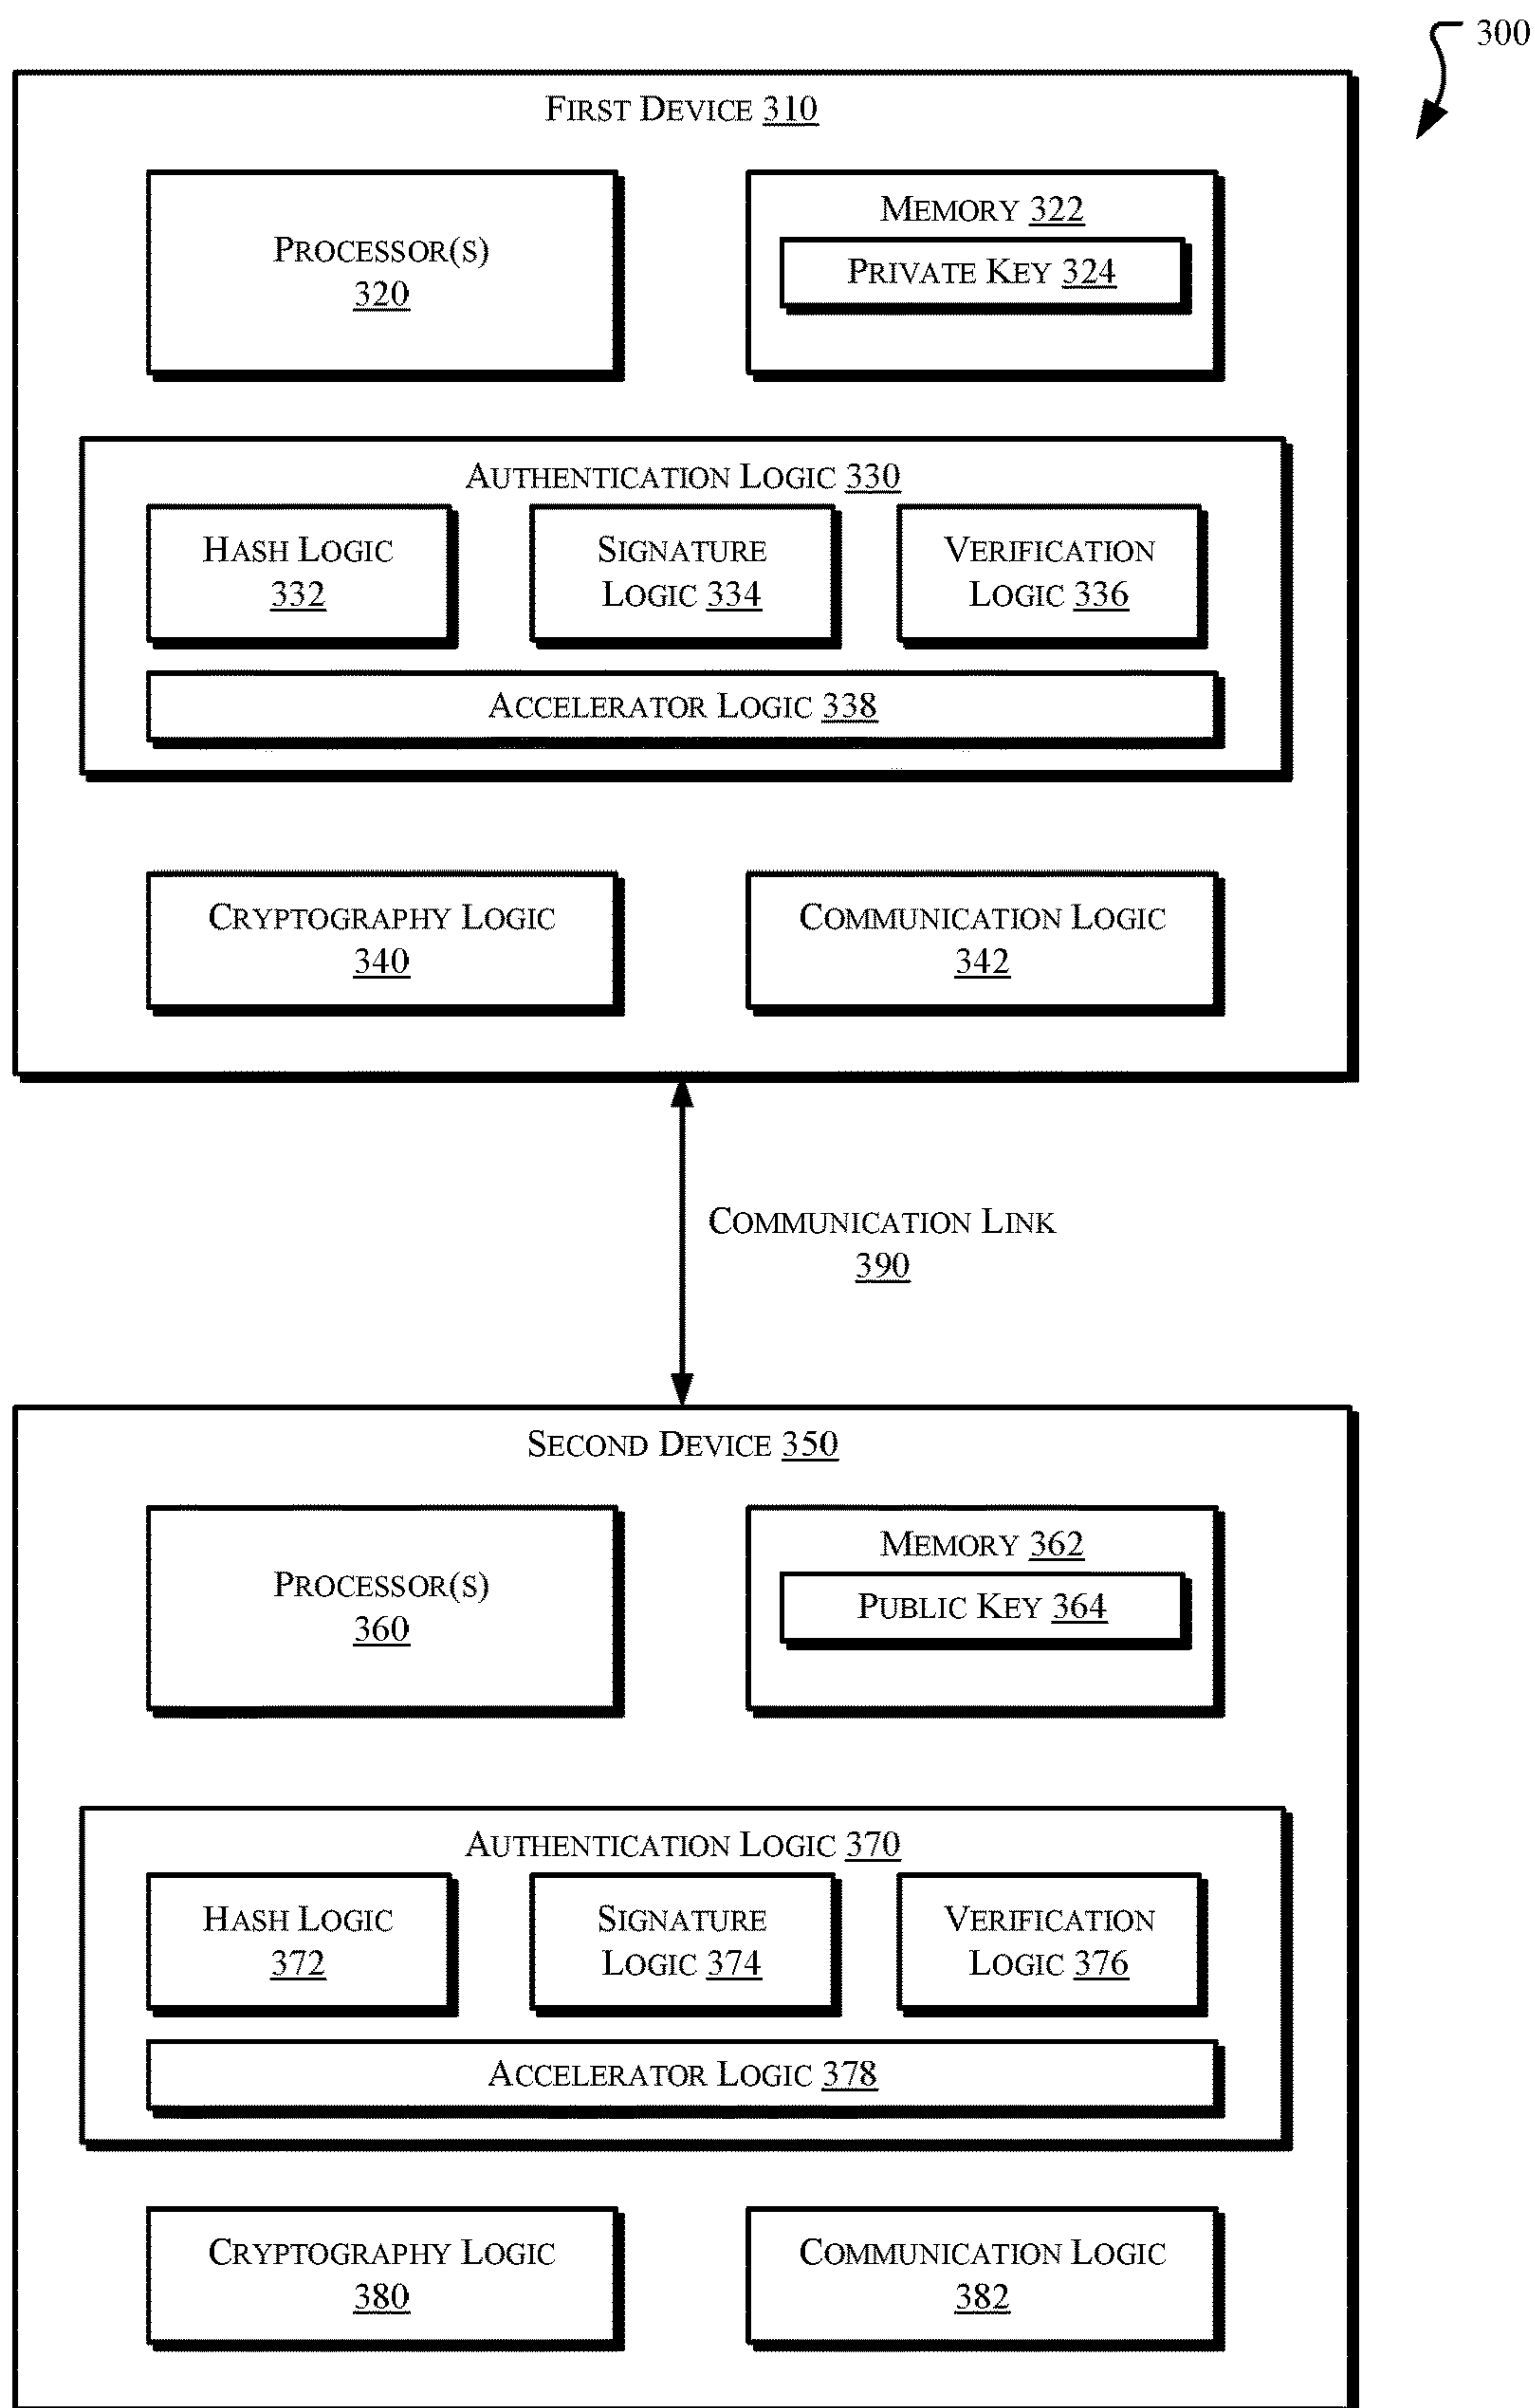 300
FIRST DEVICE 310
PROCESSOR(S)
320
MEMORY 322
PRIVATE KEY 324
AUTHENTICATION LOGIC 330
HASH LOGIC
332
SIGNATURE
LOGIC 334
VERIFICATION
LOGIC 336
ACCELERATOR LOGIC 338
CRYPTOGRAPHY LOGIC
340
COMMUNICATION LOGIC
342
COMMUNICATION LINK
390
SECOND DEVICE 350
PROCESSOR(S)
360
MEMORY 362
PUBLIC KEY 364
AUTHENTICATION LOGIC 370
HASH LOGIC
372
SIGNATURE
LOGIC 374
VERIFICATION
LOGIC 376
ACCELERATOR LOGIC 378
CRYPTOGRAPHY LOGIC
380
COMMUNICATION LOGIC
382